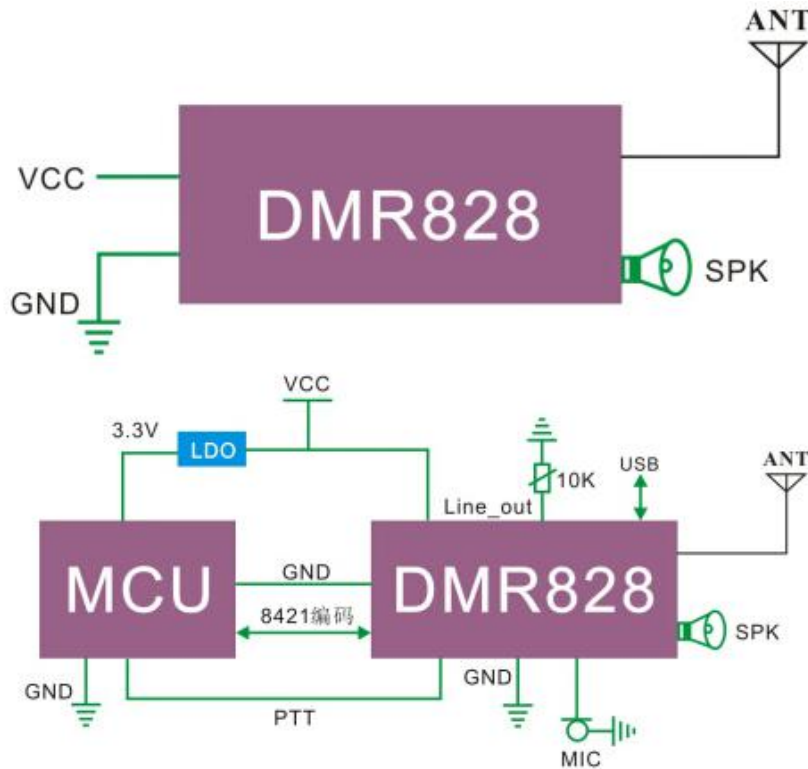 ANT
VCC
DMR828
SPK
GND
VCC
3.3V
LDO
10K
USB
ANT
Line_out
MCU
GND
DMR828
8421编码
SPK
GND
GND
PTT
MIC